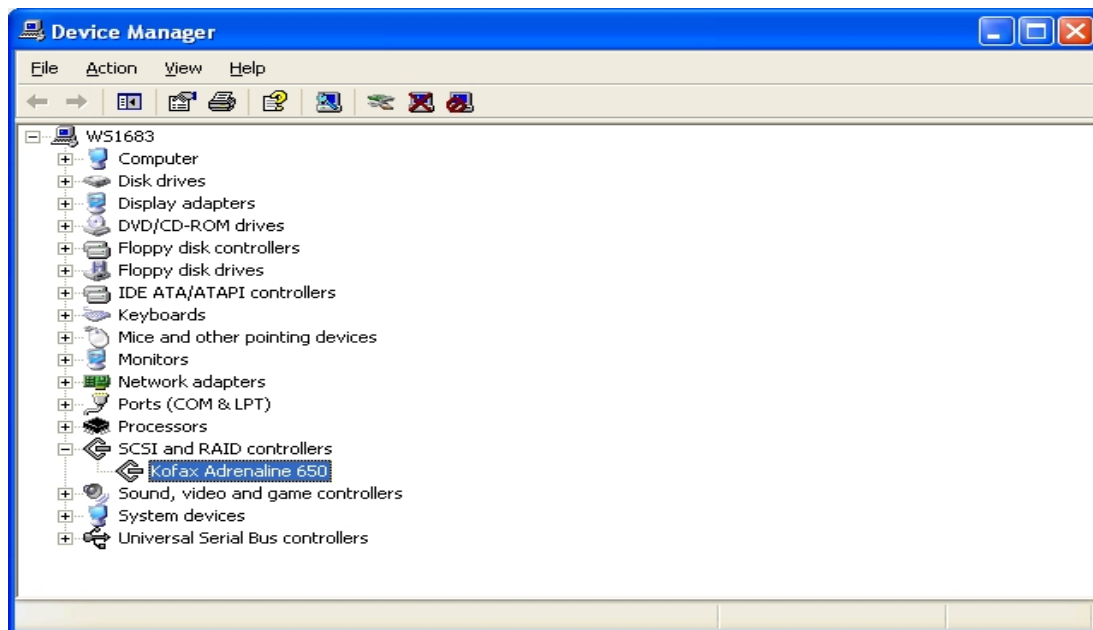 Device Manager
File Action View Help
WS1683
Computer
Disk drives
Display adapters
DVD/CD-ROM drives
Floppy disk controllers
Floppy disk drives
IDE ATA/ATAPI controllers
Keyboards
Mice and other pointing devices
Monitors
Network adapters
Ports (COM & LPT)
Processors
SCSI and RAID controllers
Kofax Adrenaline 650
Sound, video and game controllers
System devices
Universal Serial Bus controllers